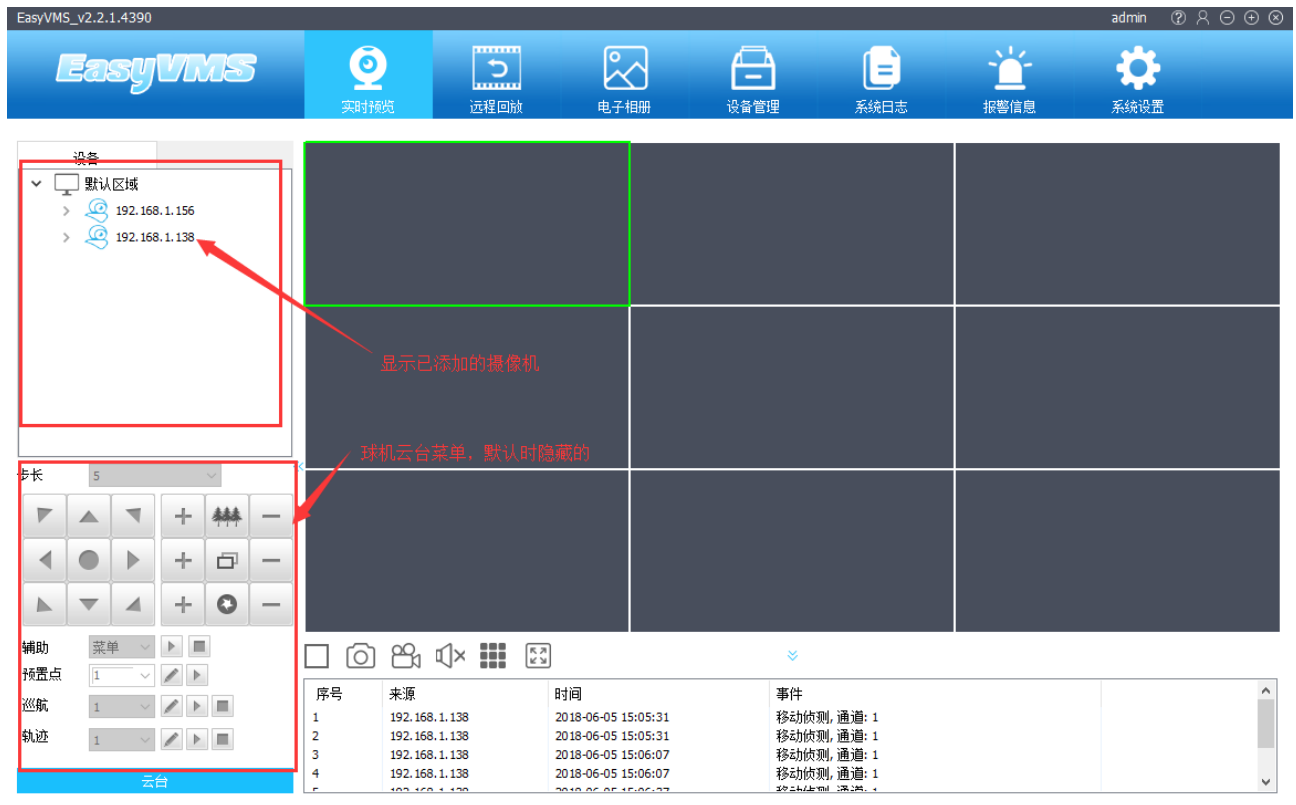 EasyVMS_v2.2.1.4390
admin
EasyVMS
实时预览 远程回放 电子相册 设备管理 系统日志 报警信息 系统设置
设备
默认区域
192.168.1.156
192.168.1.138
显示已添加的摄像机
球机云台菜单，默认时隐藏的
步长 5
辅助 菜单
预置点 1
巡航 1
轨迹 1
云台
序号 来源 时间 事件
1 192.168.1.138 2018-06-05 15:05:31 移动侦测, 通道: 1
2 192.168.1.138 2018-06-05 15:05:31 移动侦测, 通道: 1
3 192.168.1.138 2018-06-05 15:06:07 移动侦测, 通道: 1
4 192.168.1.138 2018-06-05 15:06:07 移动侦测, 通道: 1